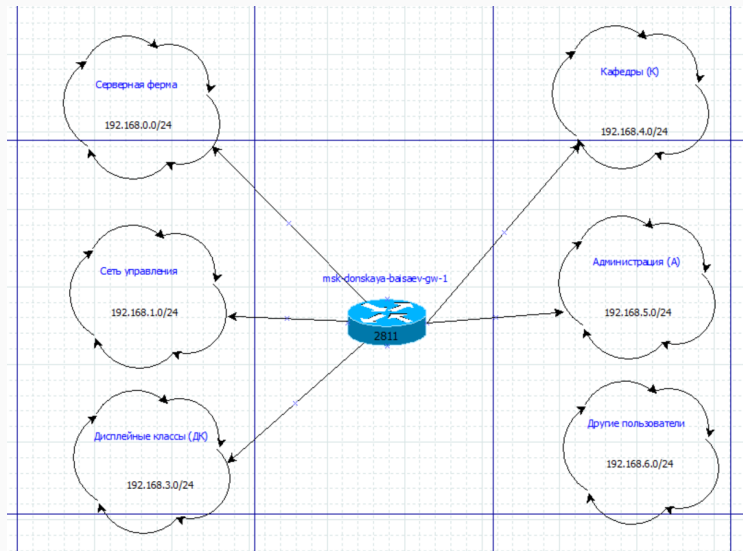 Серверная ферма
192.168.0.0/24
Кафедры (К)
192.168.4.0/24
Сеть управления
192.168.1.0/24
msk-donskaya-baisaev-gw-1
2811
Администрация (А)
192.168.5.0/24
Дисплейные классы (ДК)
192.168.3.0/24
Другие пользователи
192.168.6.0/24